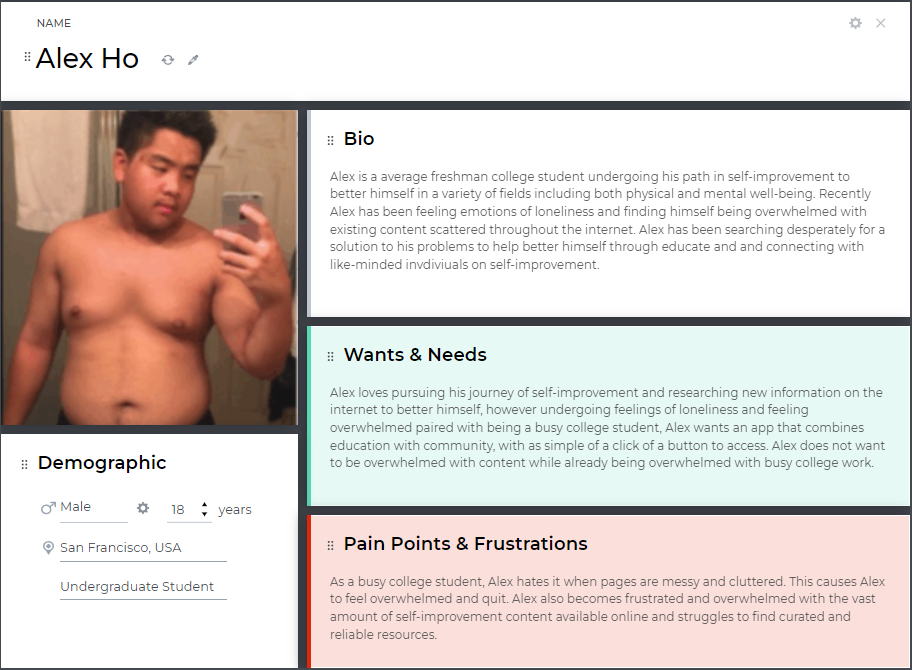 NAME
Alex Ho
Bio
Alex is a average freshman college student undergoing his path in self-improvement to
better himself in a variety of fields including both physical and mental well-being. Recently
Alex has been feeling emotions of loneliness and finding himself being overwhelmed with
existing content scattered throughout the internet. Alex has been searching desperately for a
solution to his problems to help better himself through educate and and connecting with
like-minded invdiviuals on self-improvement.
Wants & Needs
Alex loves pursuing his journey of self-improvement and researching new information on the
internet to better himself, however undergoing feelings of loneliness and feeling
overwhelmed paired with being a busy college student, Alex wants an app that combines
education with community, with as simple of a click of a button to access. Alex does not want
to be overwhelmed with content while already being overwhelmed with busy college work.
Demographic
Male
18 years
San Francisco, USA
Undergraduate Student
Pain Points & Frustrations
As a busy college student, Alex hates it when pages are messy and cluttered. This causes Alex
to feel overwhelmed and quit. Alex also becomes frustrated and overwhelmed with the vast
amount of self-improvement content available online and struggles to find curated and
reliable resources.